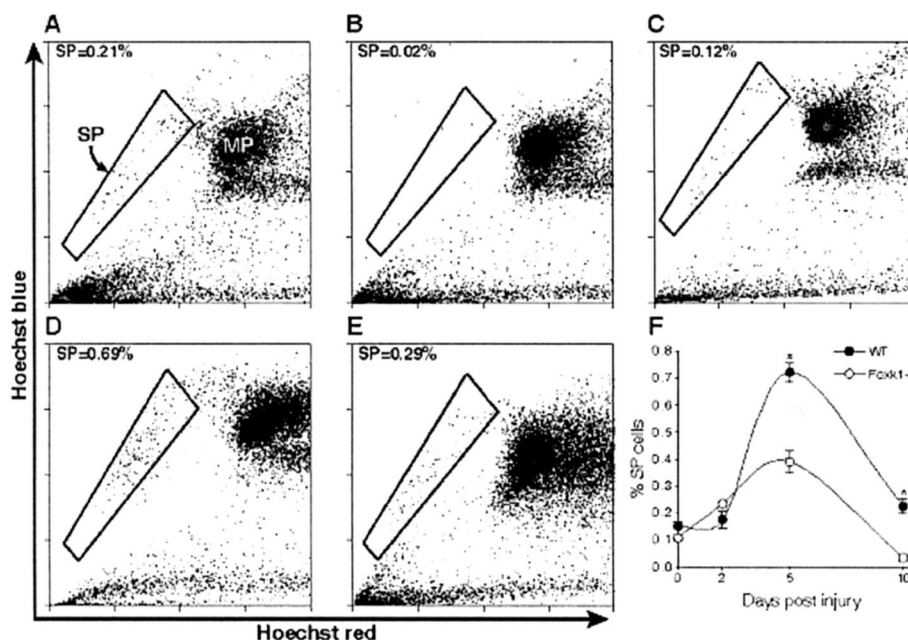 A
SP=0.21%
SP
MP
B
SP=0.02%
C
SP=0.12%
D
SP=0.69%
E
SP=0.29%
F
WT
Foxk1-
*
*
% SP cells
0.8
0.7
0.6
0.5
0.4
0.3
0.2
0.1
0.0
0
2
5
10
Days post injury
Hoechst blue
Hoechst red